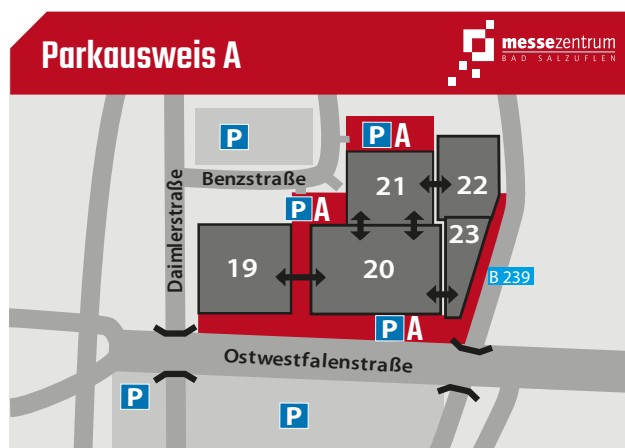 Parkausweis A
messezentrum
BAD SALZUFLEN
P
P A
Benzstraße
21
22
Daimlerstraße
P A
23
19
20
B 239
P A
Ostwestfalenstraße
P
P